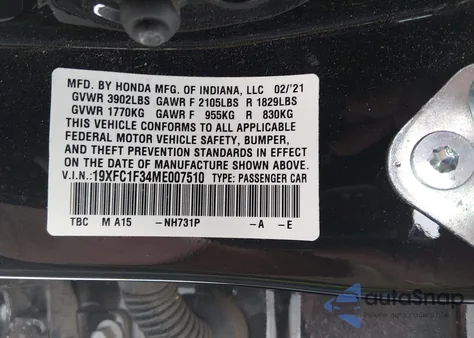 MFD. BY HONDA MFG. OF INDIANA, LLC 02/'21
GVWR 3902LBS GAWR F 2105LBS R 1829LBS
GVWR 1770KG GAWR F 955KG R 830KG
THIS VEHICLE CONFORMS TO ALL APPLICABLE
FEDERAL MOTOR VEHICLE SAFETY, BUMPER,
AND THEFT PREVENTION STANDARDS IN EFFECT
ON THE DATE OF MANUFACTURE SHOWN ABOVE.
V.I.N.:19XFC1F34ME007510 TYPE: PASSENGER CAR
TBC M A15 -NH731P -A -E
autoSnap